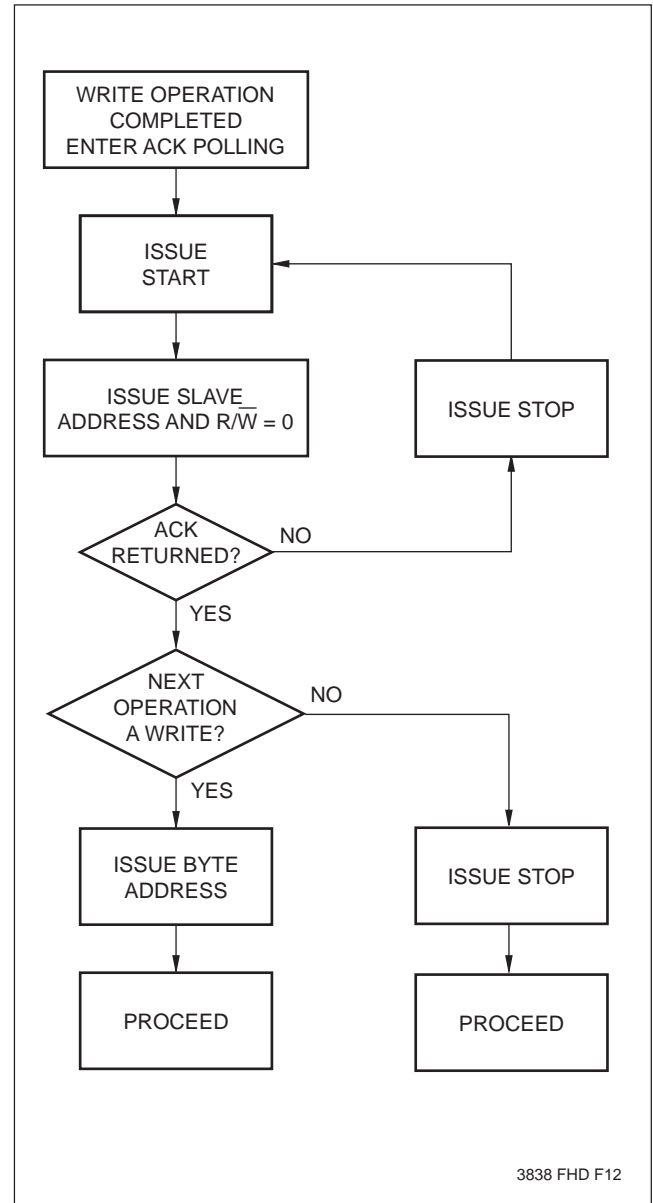 WRITE OPERATION
COMPLETED
ENTER ACK POLLING
ISSUE
START
ISSUE SLAVE
ADDRESS AND R/W̅ = 0
ISSUE STOP
ACK
RETURNED?
NO
YES
NEXT
OPERATION
A WRITE?
NO
YES
ISSUE BYTE
ADDRESS
ISSUE STOP
PROCEED
PROCEED
3838 FHD F12